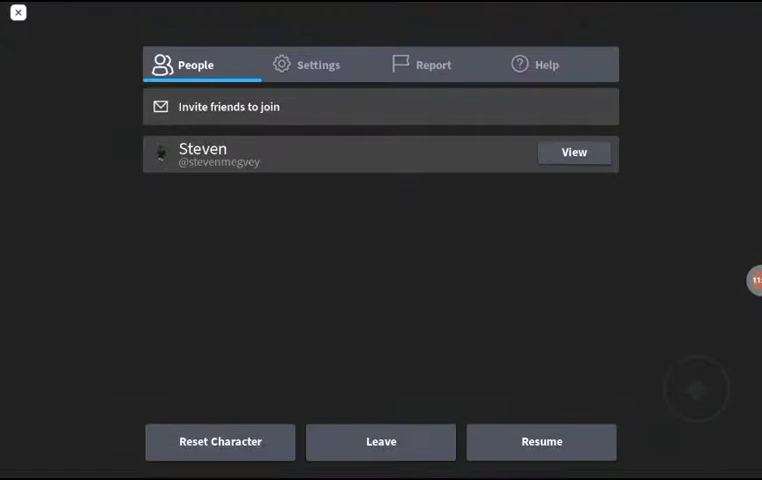 People
Settings
Report
Help
Invite friends to join
Steven
@stevenmegvey
View
Reset Character
Leave
Resume